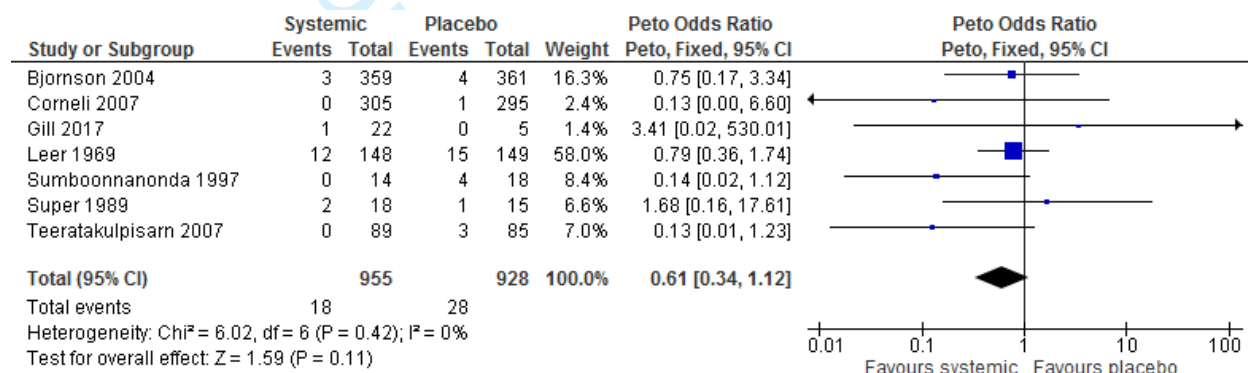 Systemic Placebo Peto Odds Ratio Peto Odds Ratio
Study or Subgroup Events Total Events Total Weight Peto, Fixed, 95% CI Peto, Fixed, 95% CI
Bjornson 2004 3 359 4 361 16.3% 0.75 [0.17, 3.34]
Corneli 2007 0 305 1 295 2.4% 0.13 [0.00, 6.60]
Gill 2017 1 22 0 5 1.4% 3.41 [0.02, 530.01]
Leer 1969 12 148 15 149 58.0% 0.79 [0.36, 1.74]
Sumboonnanonda 1997 0 14 4 18 8.4% 0.14 [0.02, 1.12]
Super 1989 2 18 1 15 6.6% 1.68 [0.16, 17.61]
Teeratakulpisarn 2007 0 89 3 85 7.0% 0.13 [0.01, 1.23]
Total (95% CI) 955 928 100.0% 0.61 [0.34, 1.12]
Total events 18 28
Heterogeneity: Chi² = 6.02, df = 6 (P = 0.42); I² = 0%
Test for overall effect: Z = 1.59 (P = 0.11)
0.01 0.1 1 10 100
Favours systemic Favours placebo